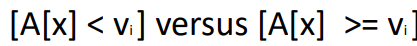 [A[x] < vᵢ] versus [A[x]  >= vᵢ]